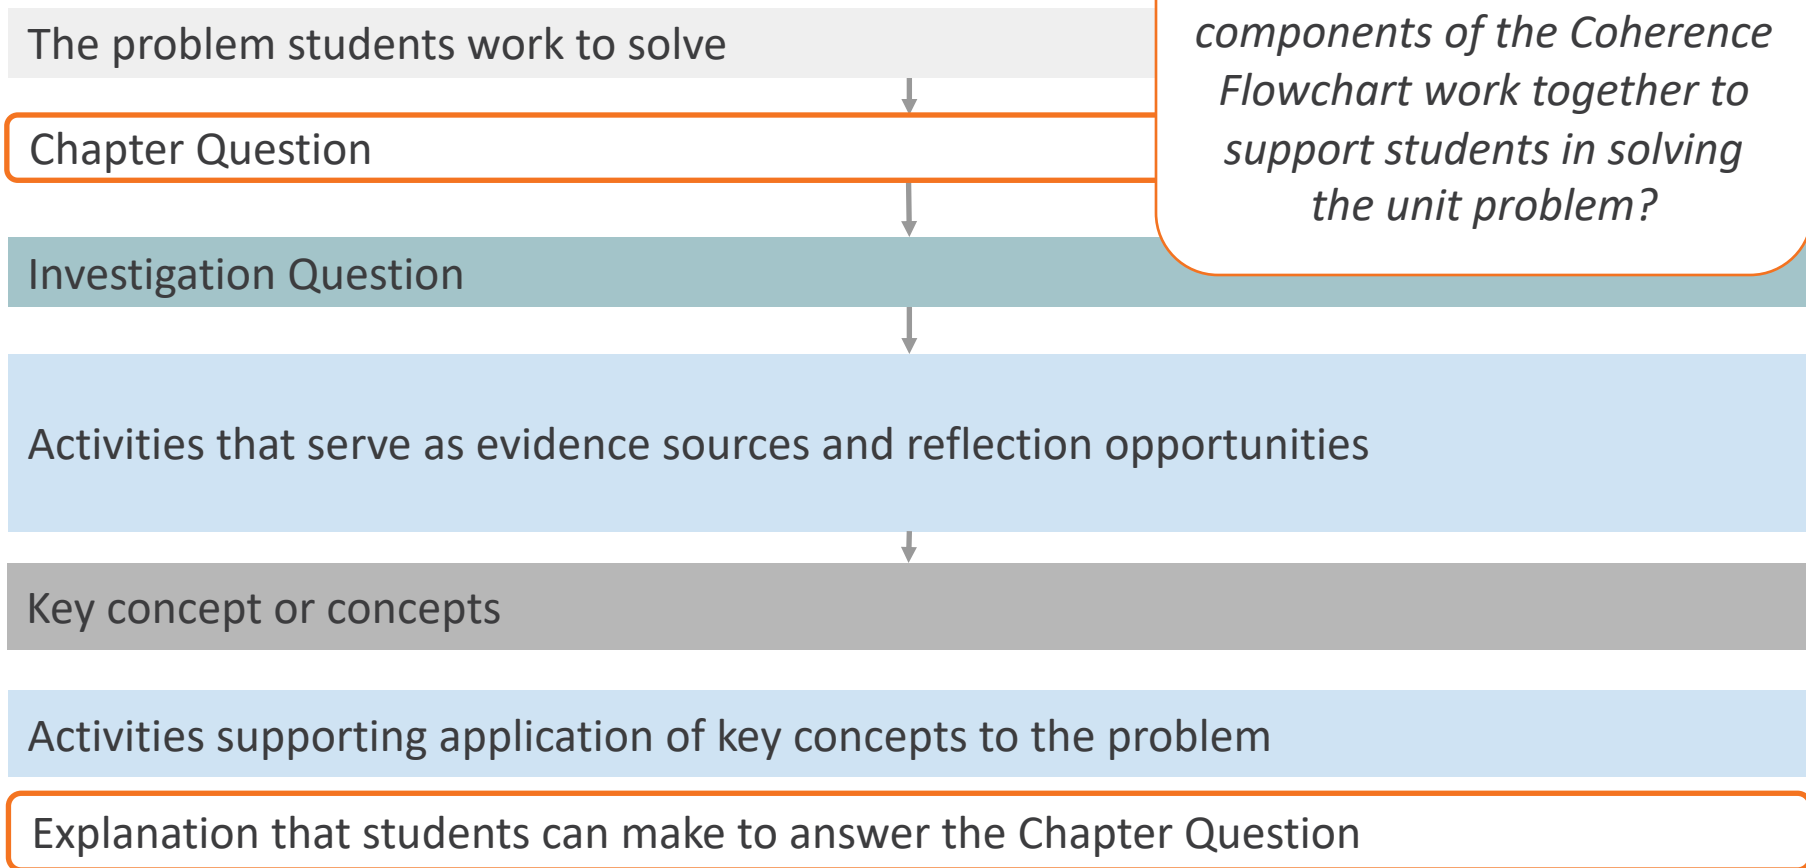 The problem students work to solve
components of the Coherence
Flowchart work together to
support students in solving
the unit problem?
Chapter Question
Investigation Question
Activities that serve as evidence sources and reflection opportunities
Key concept or concepts
Activities supporting application of key concepts to the problem
Explanation that students can make to answer the Chapter Question